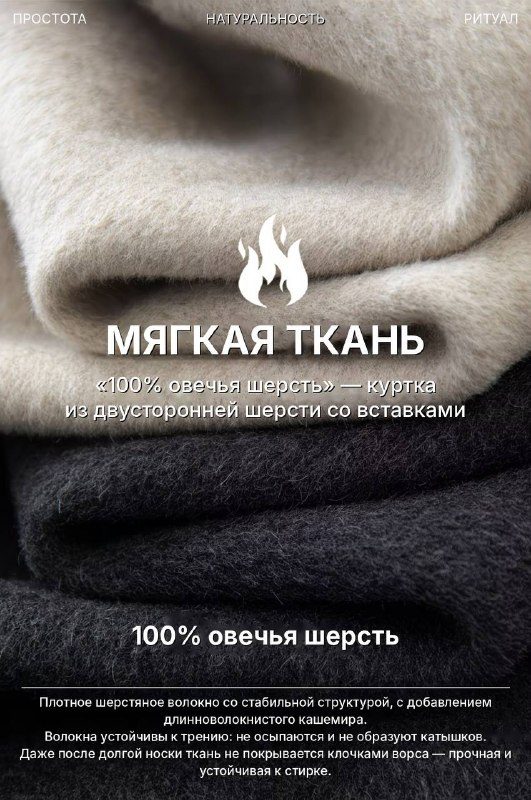 ПРОСТОТА
НАТУРАЛЬНОСТЬ
РИТУАЛ
МЯГКАЯ ТКАНЬ
«100% овечья шерсть» — куртка
из двусторонней шерсти со вставками
100% овечья шерсть
Плотное шерстяное волокно со стабильной структурой, с добавлением
длинноволокнистого кашемира.
Волокна устойчивы к трению: не осыпаются и не образуют катышков.
Даже после долгой носки ткань не покрывается клочками ворса — прочная и
устойчивая к стирке.